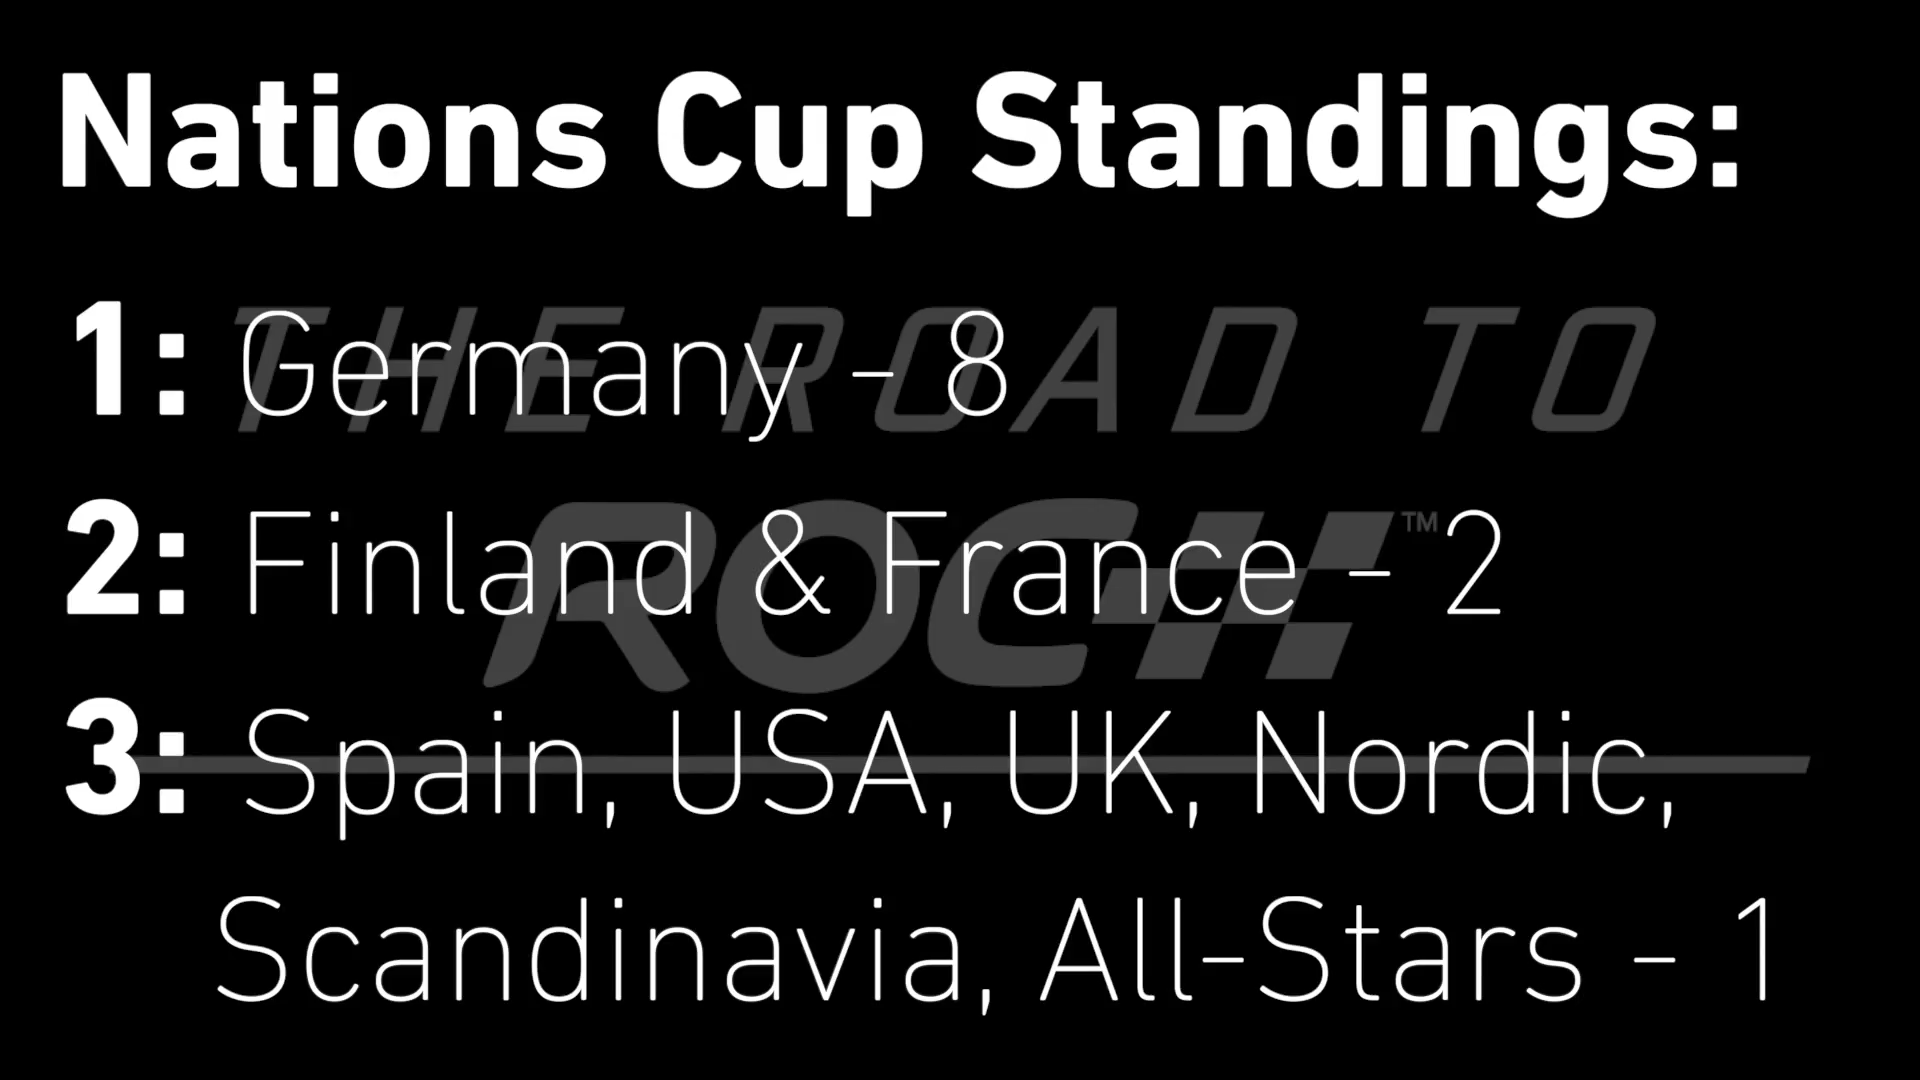 Nations Cup Standings:
THE ROAD TO
1: Germany - 8
ROC™
2: Finland & France - 2
3: Spain, USA, UK, Nordic,
Scandinavia, All-Stars - 1